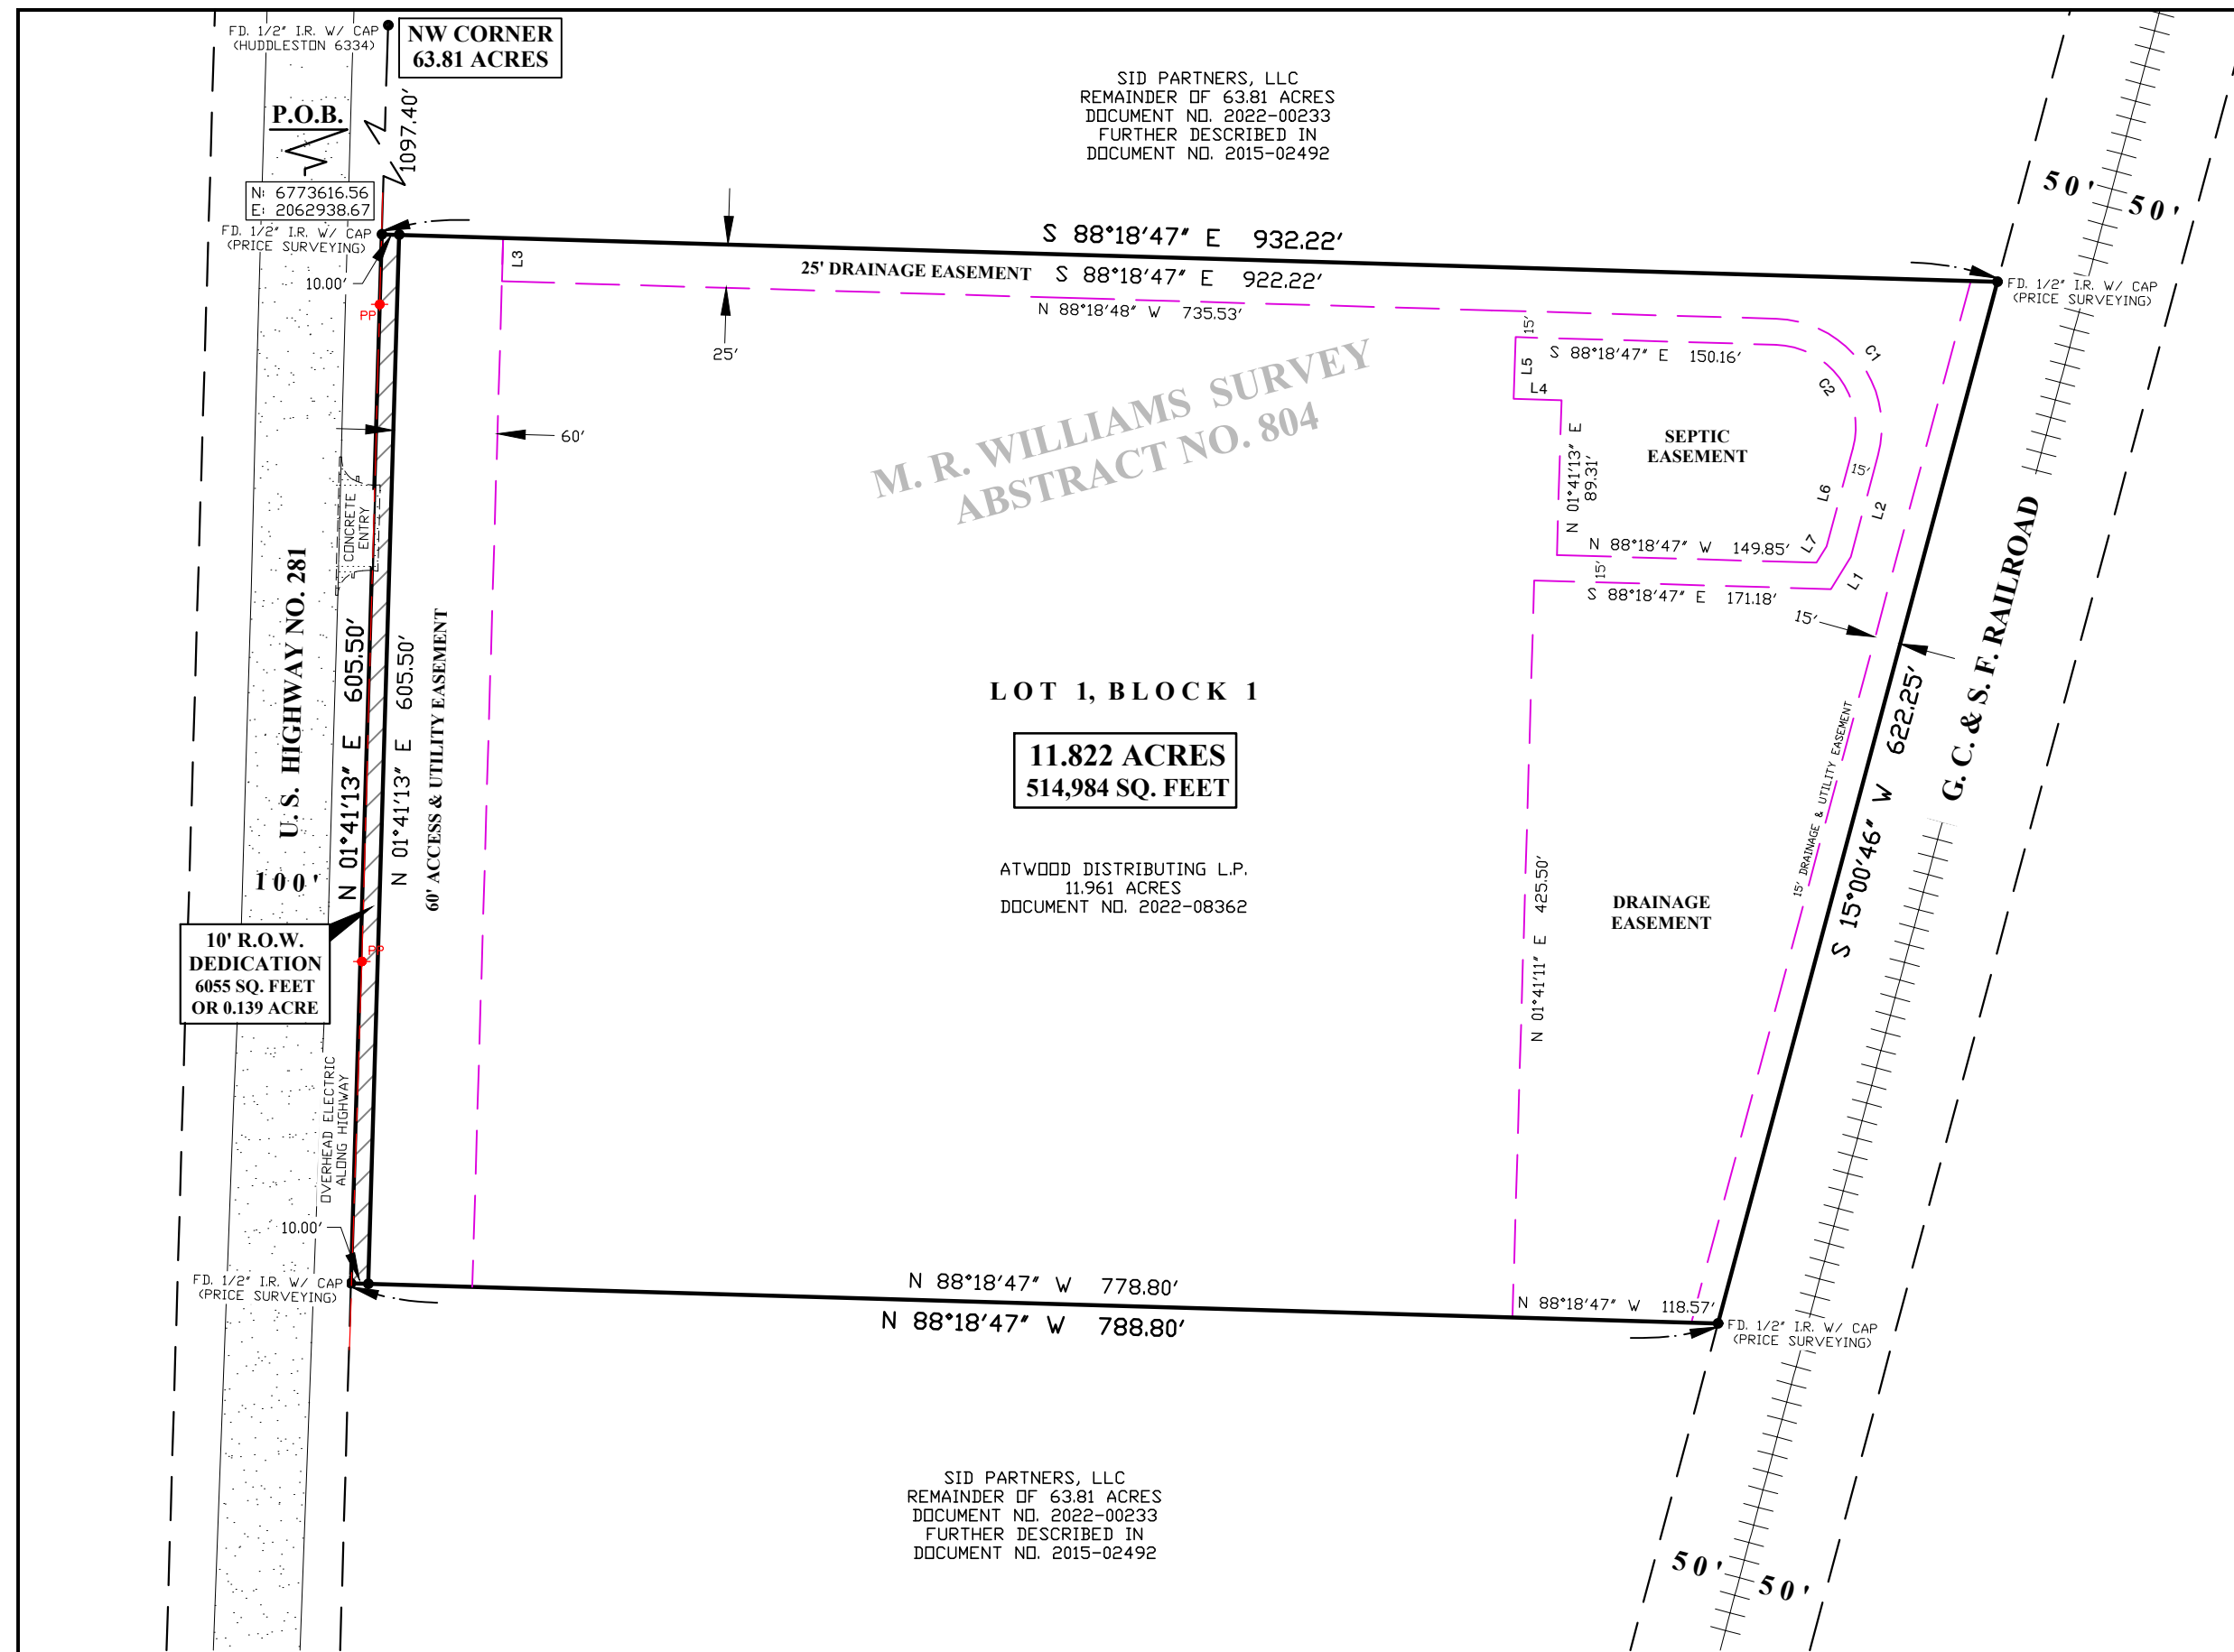 FD. 1/2" I.R. W/ CAP
(HUDDLESTON 6334)
NW CORNER
63.81 ACRES
P.O.B.
1097.40'
N: 6773616.56
E: 2062938.67
FD. 1/2" I.R. W/ CAP
(PRICE SURVEYING)
10.00'
PP
SID PARTNERS, LLC
REMAINDER OF 63.81 ACRES
DOCUMENT NO. 2022-00233
FURTHER DESCRIBED IN
DOCUMENT NO. 2015-02492
50' 50'
S 88°18'47" E 932.22'
25' DRAINAGE EASEMENT S 88°18'47" E 922.22'
N 88°18'48" W 735.53'
L3
25'
60'
FD. 1/2" I.R. W/ CAP
(PRICE SURVEYING)
M. R. WILLIAMS SURVEY
ABSTRACT NO. 804
15'
S 88°18'47" E 150.16'
L5
L4
C1
C2
SEPTIC
EASEMENT
N 01°41'13" E
89.31'
15'
L6
L2
N 88°18'47" W 149.85'
L7
15'
L1
S 88°18'47" E 171.18'
15'
CONCRETE
ENTRY
U.S. HIGHWAY NO. 281
100'
N 01°41'13" E 605.50'
N 01°41'13" E 605.50'
60' ACCESS & UTILITY EASEMENT
LOT 1, BLOCK 1
11.822 ACRES
514,984 SQ. FEET
ATWOOD DISTRIBUTING L.P.
11.961 ACRES
DOCUMENT NO. 2022-08362
N 01°41'11" E 425.50'
DRAINAGE
EASEMENT
15' DRAINAGE & UTILITY EASEMENT
S 15°00'46" W 622.25'
G. C. & S. F. RAILROAD
10' R.O.W.
DEDICATION
6055 SQ. FEET
OR 0.139 ACRE
PP
OVERHEAD ELECTRIC
ALONG HIGHWAY
10.00'
FD. 1/2" I.R. W/ CAP
(PRICE SURVEYING)
N 88°18'47" W 778.80'
N 88°18'47" W 788.80'
N 88°18'47" W 118.57'
FD. 1/2" I.R. W/ CAP
(PRICE SURVEYING)
SID PARTNERS, LLC
REMAINDER OF 63.81 ACRES
DOCUMENT NO. 2022-00233
FURTHER DESCRIBED IN
DOCUMENT NO. 2015-02492
50' 50'